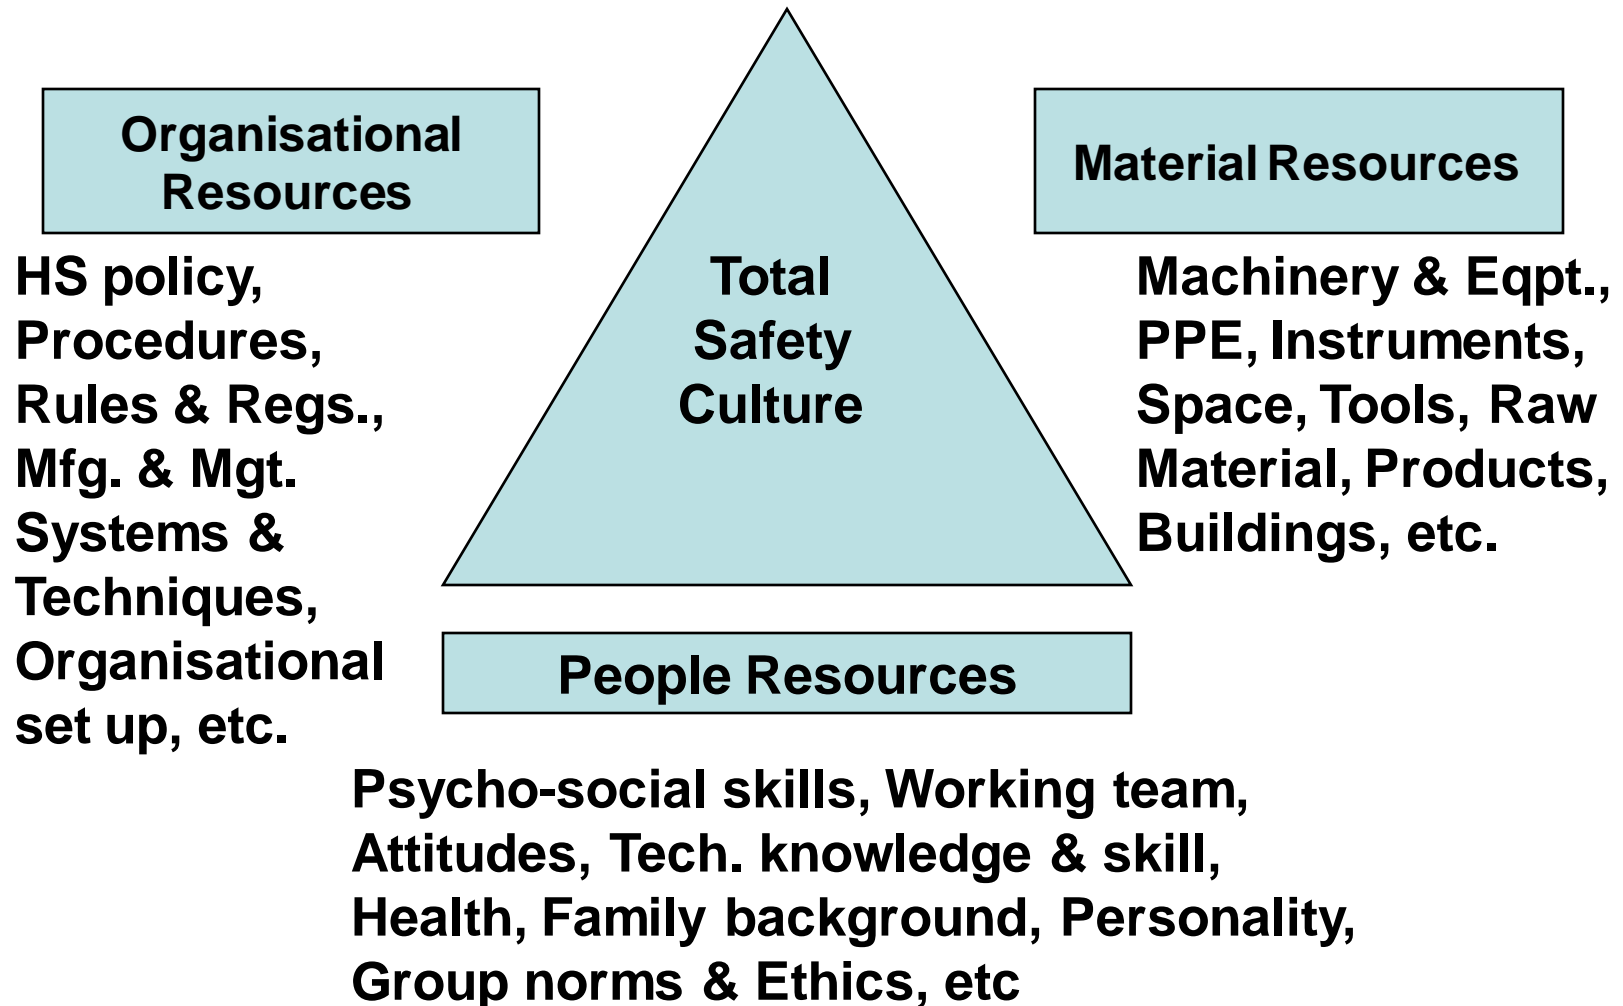 Organisational
Resources
HS policy,
Procedures,
Rules & Regs.,
Mfg. & Mgt.
Systems &
Techniques,
Organisational
set up, etc.
Total
Safety
Culture
Material Resources
Machinery & Eqpt.,
PPE, Instruments,
Space, Tools, Raw
Material, Products,
Buildings, etc.
People Resources
Psycho-social skills, Working team,
Attitudes, Tech. knowledge & skill,
Health, Family background, Personality,
Group norms & Ethics, etc